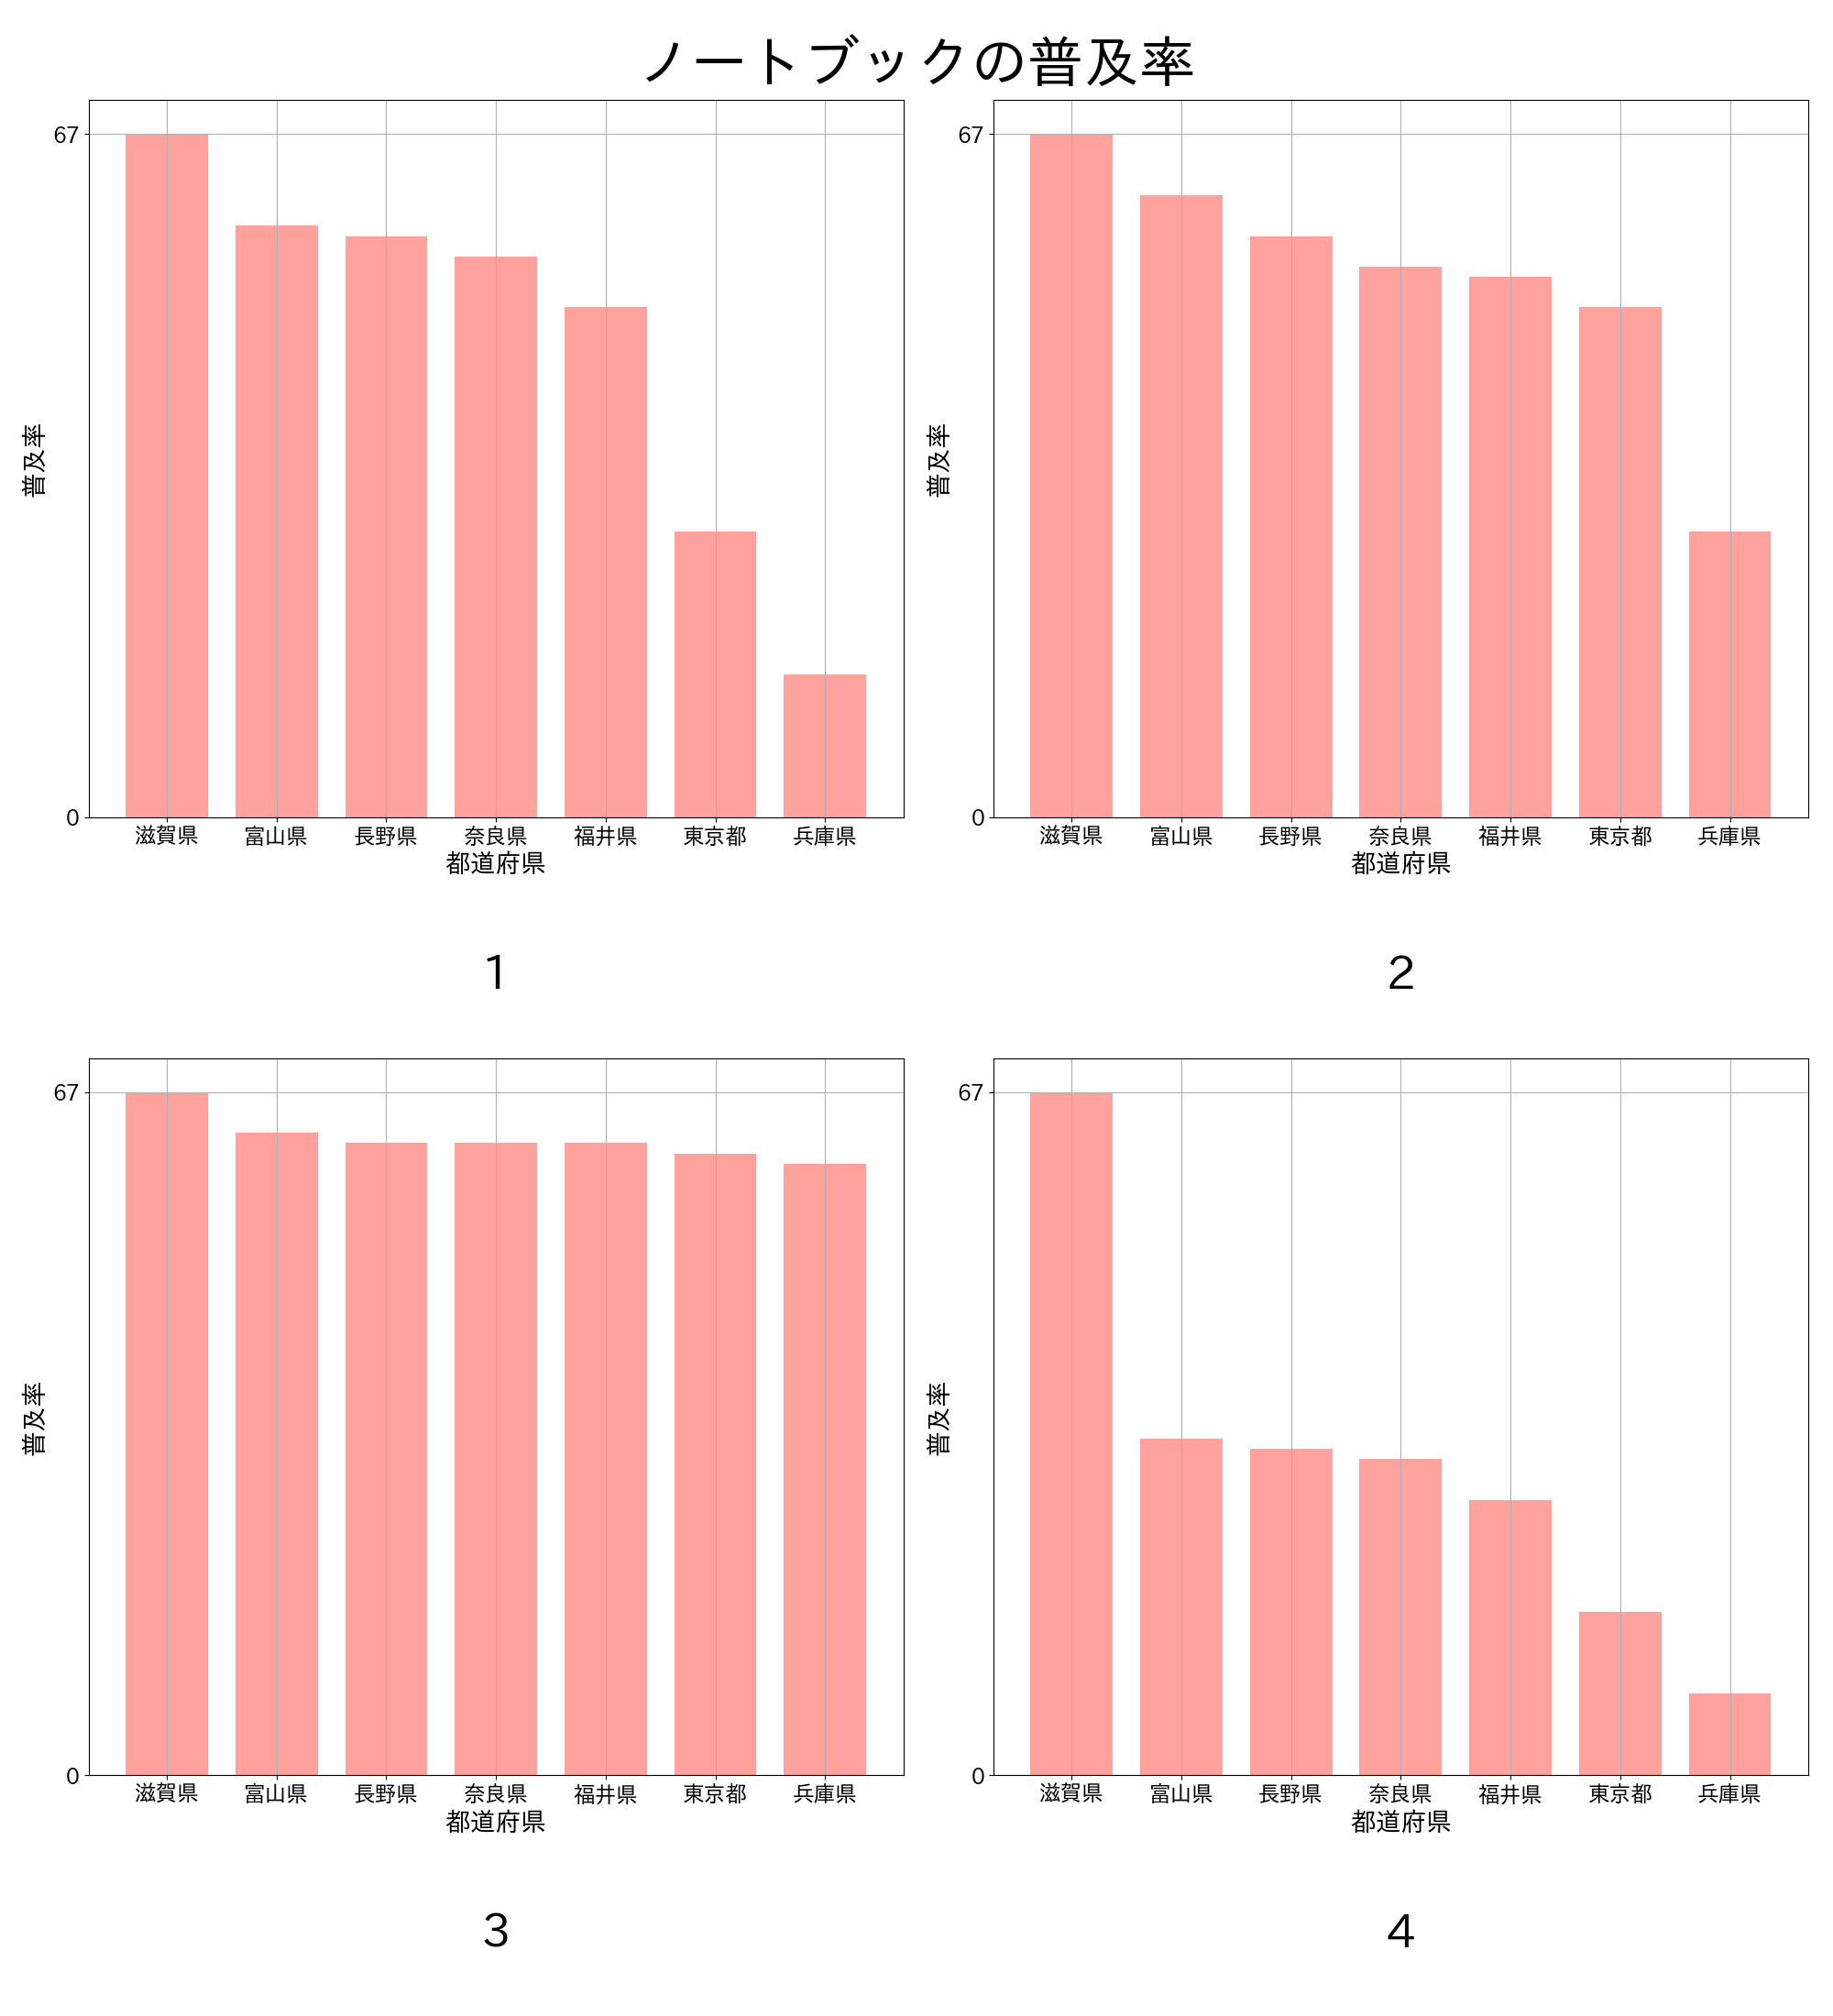 ノートブックの普及率
67
0
普及率
滋賀県 富山県 長野県 奈良県 福井県 東京都 兵庫県
都道府県
1
67
0
普及率
滋賀県 富山県 長野県 奈良県 福井県 東京都 兵庫県
都道府県
2
67
0
普及率
滋賀県 富山県 長野県 奈良県 福井県 東京都 兵庫県
都道府県
3
67
0
普及率
滋賀県 富山県 長野県 奈良県 福井県 東京都 兵庫県
都道府県
4